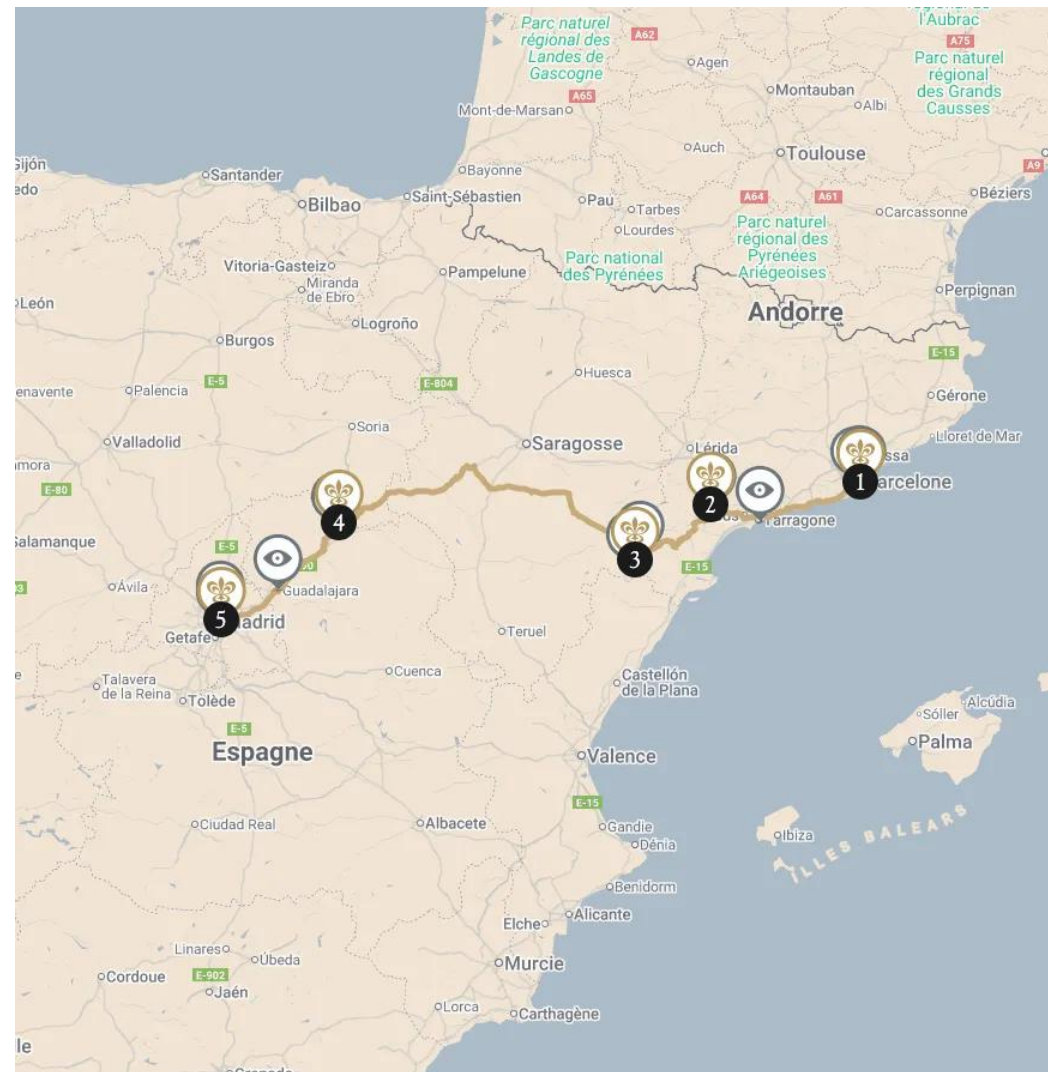 l'Aubrac
Parc naturel
régional des
Landes de
Gascogne
A62
A75
Agen
Parc naturel
régional
des Grands
Causses
Montauban
A65
Mont-de-Marsan
Albi
Auch
Toulouse
Gijón
A9
Santander
Bayonne
Béziers
Bilbao
Saint-Sébastien
Pau
A64
A61
Tarbes
Carcassonne
Lourdes
Parc naturel
régional des
Pyrénées
Ariégeoises
Vitoria-Gasteiz
Pampelune
Parc national
des Pyrénées
Miranda
de Ebro
Perpignan
León
Andorre
Logroño
Burgos
E-15
Huesca
E-5
E-804
enavente
Palencia
Gérone
Soria
Valladolid
Saragosse
Lérida
Lloret de Mar
ssa
amora
1
arcelone
E-80
2
4
Tarragone
Salamanque
E-5
3
E-15
Ávila
Guadalajara
5
adrid
Getafe
Teruel
Cuenca
Talavera
de la Reina
Castellón
de la Plana
Tolède
Alcúdia
Sóller
E-5
Palma
Espagne
Valence
E-15
Ciudad Real
Albacete
Gandie
Ibiza
ILLES BALEARS
Dénia
Benidorm
Alicante
Elche
Linares
Úbeda
Murcie
Cordoue
E-902
Jaén
Lorca
Carthagène